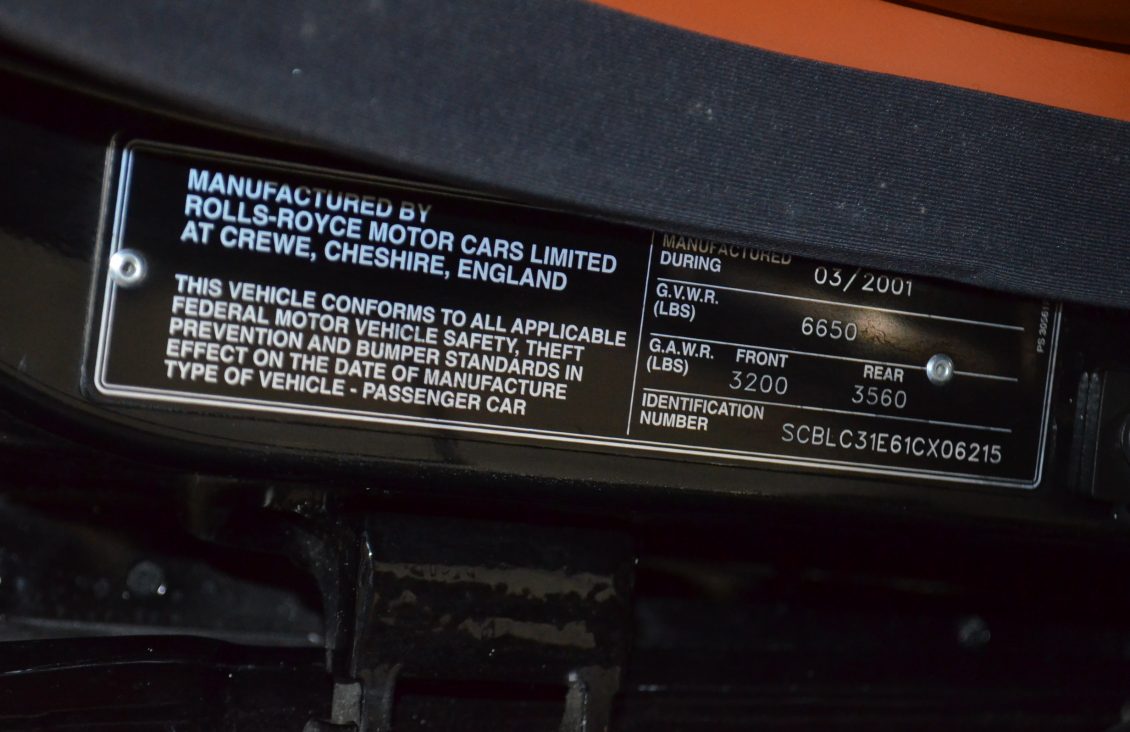 MANUFACTURED BY
ROLLS-ROYCE MOTOR CARS LIMITED
AT CREWE, CHESHIRE, ENGLAND
THIS VEHICLE CONFORMS TO ALL APPLICABLE
FEDERAL MOTOR VEHICLE SAFETY, THEFT
PREVENTION AND BUMPER STANDARDS IN
EFFECT ON THE DATE OF MANUFACTURE
TYPE OF VEHICLE - PASSENGER CAR
MANUFACTURED
DURING 03/2001
G.V.W.R.
(LBS) 6650
G.A.W.R. FRONT REAR
(LBS) 3200 3560
IDENTIFICATION
NUMBER SCBLC31E61CX06215
PS